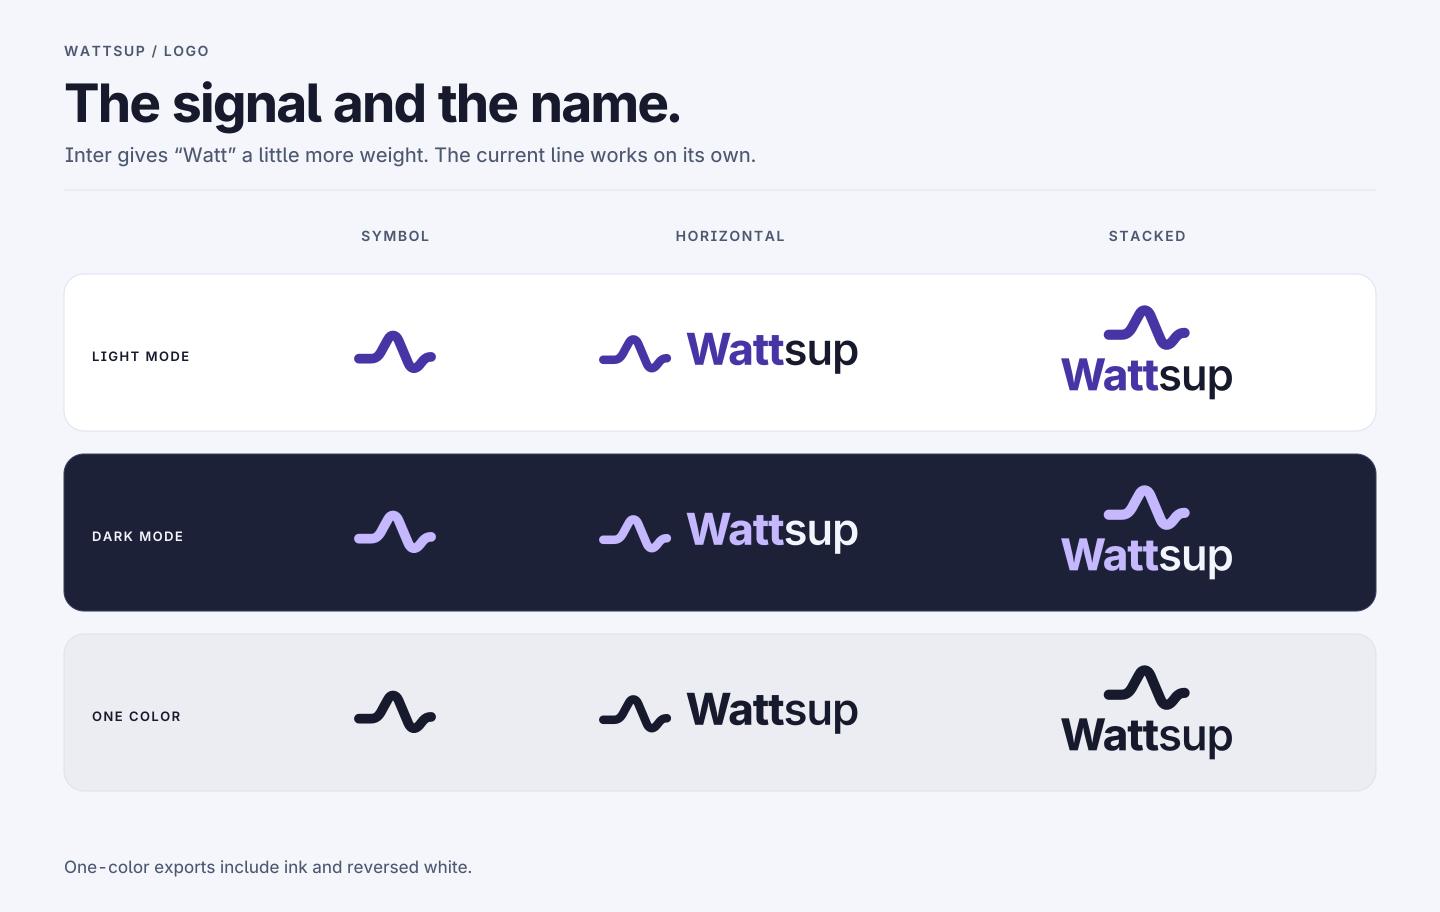 WATTSUP / LOGO
The signal and the name.
Inter gives “Watt” a little more weight. The current line works on its own.
SYMBOL
HORIZONTAL
STACKED
LIGHT MODE
Wattsup
Wattsup
DARK MODE
Wattsup
Wattsup
ONE COLOR
Wattsup
Wattsup
One-color exports include ink and reversed white.